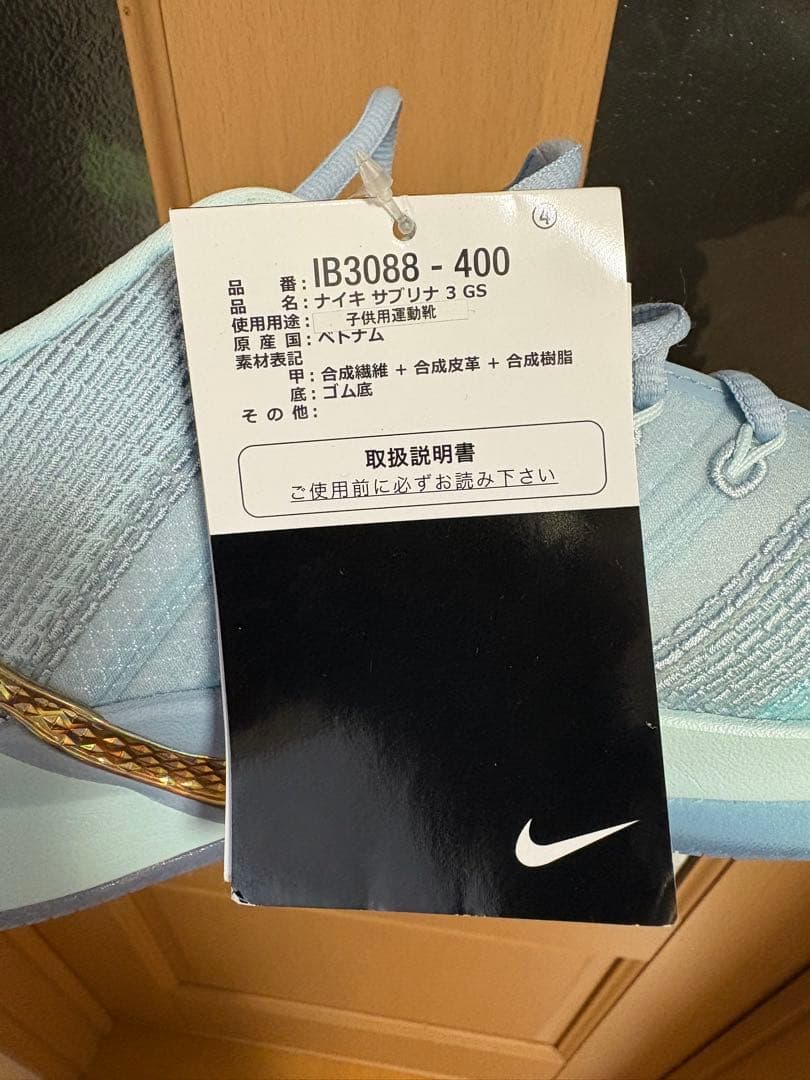 ④
品 番：IB3088 - 400
品 名：ナイキ サブリナ 3 GS
使用用途： 子供用運動靴
原 産 国：ベトナム
素材表記
甲：合成繊維 + 合成皮革 + 合成樹脂
底：ゴム底
そ の 他：
取扱説明書
ご使用前に必ずお読み下さい